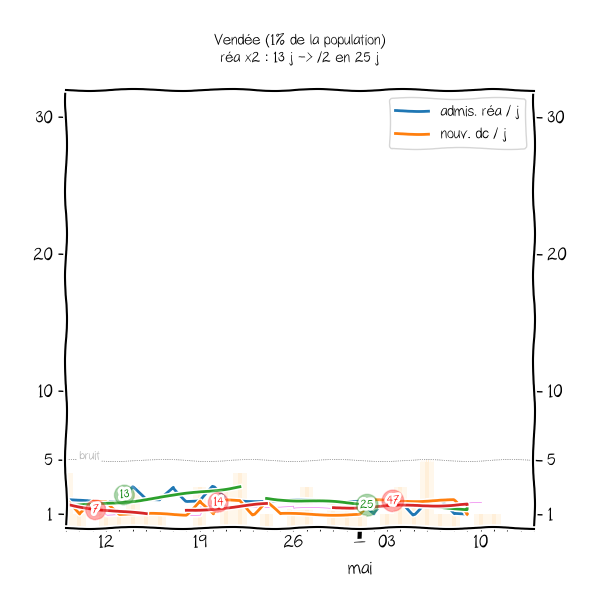 Vendée (1% de la population)
réa x2 : 13 j -> /2 en 25 j
admis. réa / j
nouv. dc / j
30 30
20 20
10 10
5 bruit 5
1 1
7 13 14 25 47
12 19 26 03 10
mai